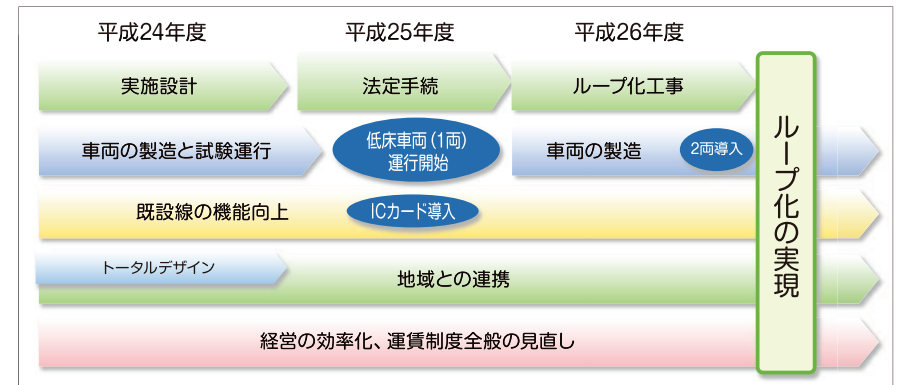 平成24年度
平成25年度
平成26年度
実施設計
法定手続
ループ化工事
車両の製造と試験運行
低床車両(1両)
運行開始
車両の製造
2両導入
既設線の機能向上
ICカード導入
トータルデザイン
地域との連携
経営の効率化、運賃制度全般の見直し
ループ化の実現